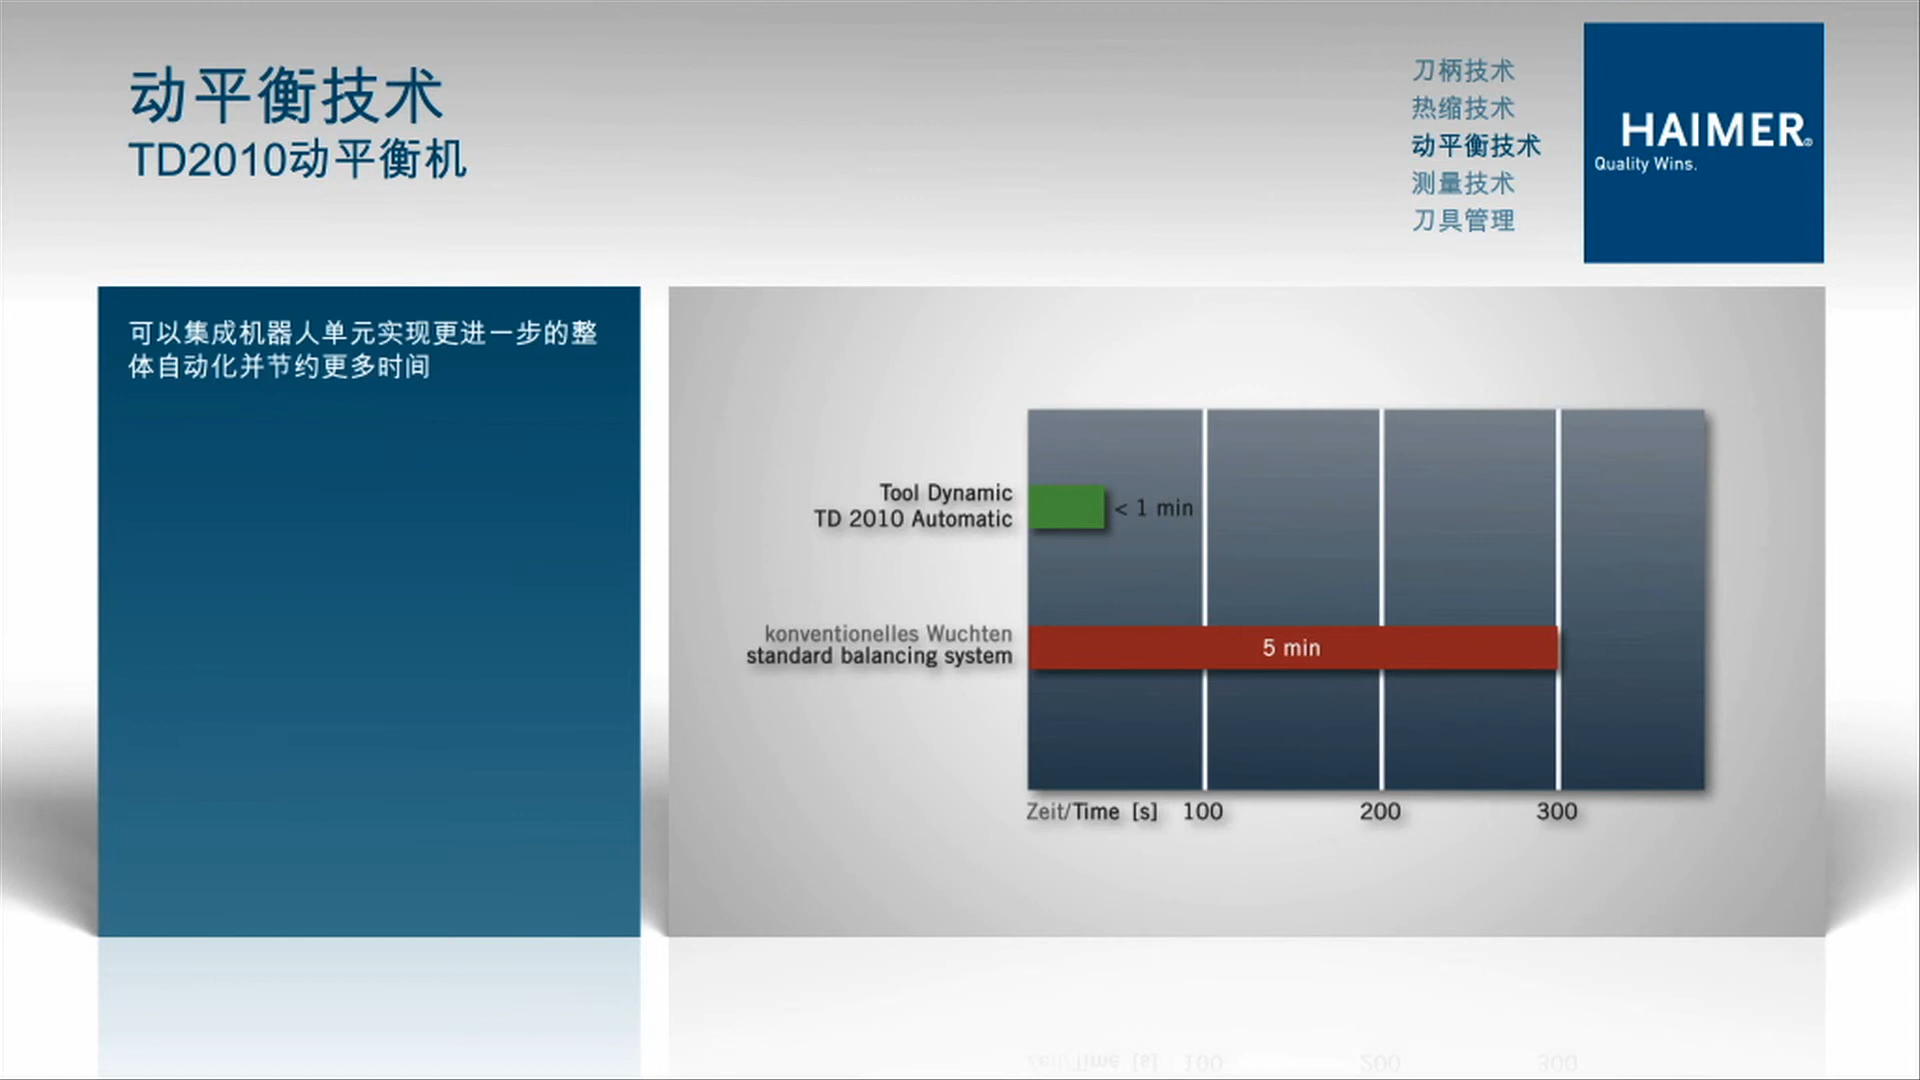 动平衡技术
TD2010动平衡机
刀柄技术
热缩技术
动平衡技术
测量技术
刀具管理
HAIMER®
Quality Wins.
可以集成机器人单元实现更进一步的整
体自动化并节约更多时间
Tool Dynamic
TD 2010 Automatic
< 1 min
konventionelles Wuchten
standard balancing system
5 min
Zeit/Time [s] 100 200 300